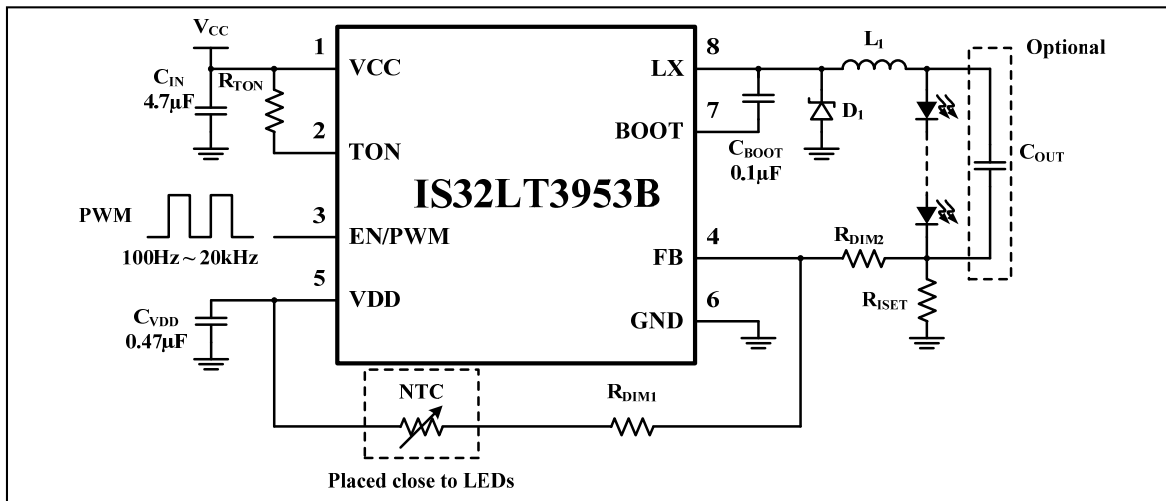 VCC
CIN
4.7µF
RTON
1
VCC
2
TON
PWM
100Hz ~ 20kHz
3
EN/PWM
5
VDD
CVDD
0.47µF
IS32LT3953B
8
LX
7
BOOT
4
FB
6
GND
L1
D1
CBOOT
0.1µF
Optional
COUT
RDIM2
RISET
NTC
RDIM1
Placed close to LEDs